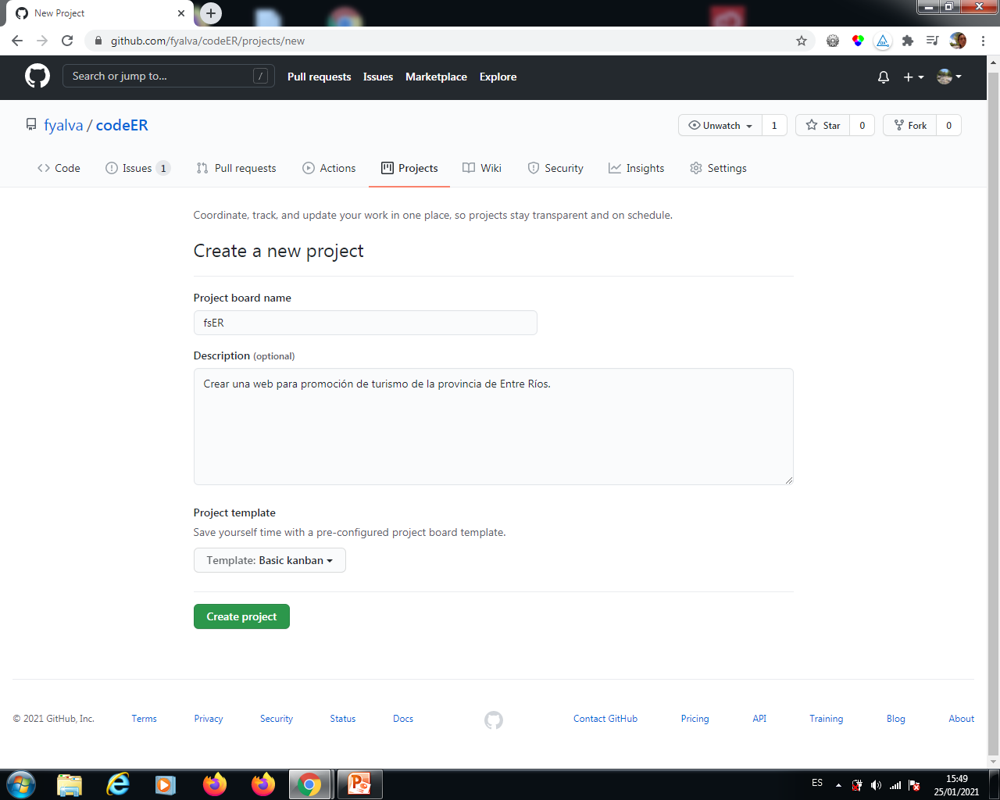 New Project
github.com/fyalva/codeER/projects/new
Search or jump to... /
Pull requests Issues Marketplace Explore
fyalva / codeER
Unwatch 1 Star 0 Fork 0
Code Issues 1 Pull requests Actions Projects Wiki Security Insights Settings
Coordinate, track, and update your work in one place, so projects stay transparent and on schedule.
Create a new project
Project board name
fsER
Description (optional)
Crear una web para promoción de turismo de la provincia de Entre Ríos.
Project template
Save yourself time with a pre-configured project board template.
Template: Basic kanban
Create project
© 2021 GitHub, Inc. Terms Privacy Security Status Docs Contact GitHub Pricing API Training Blog About
ES 15:49
25/01/2021